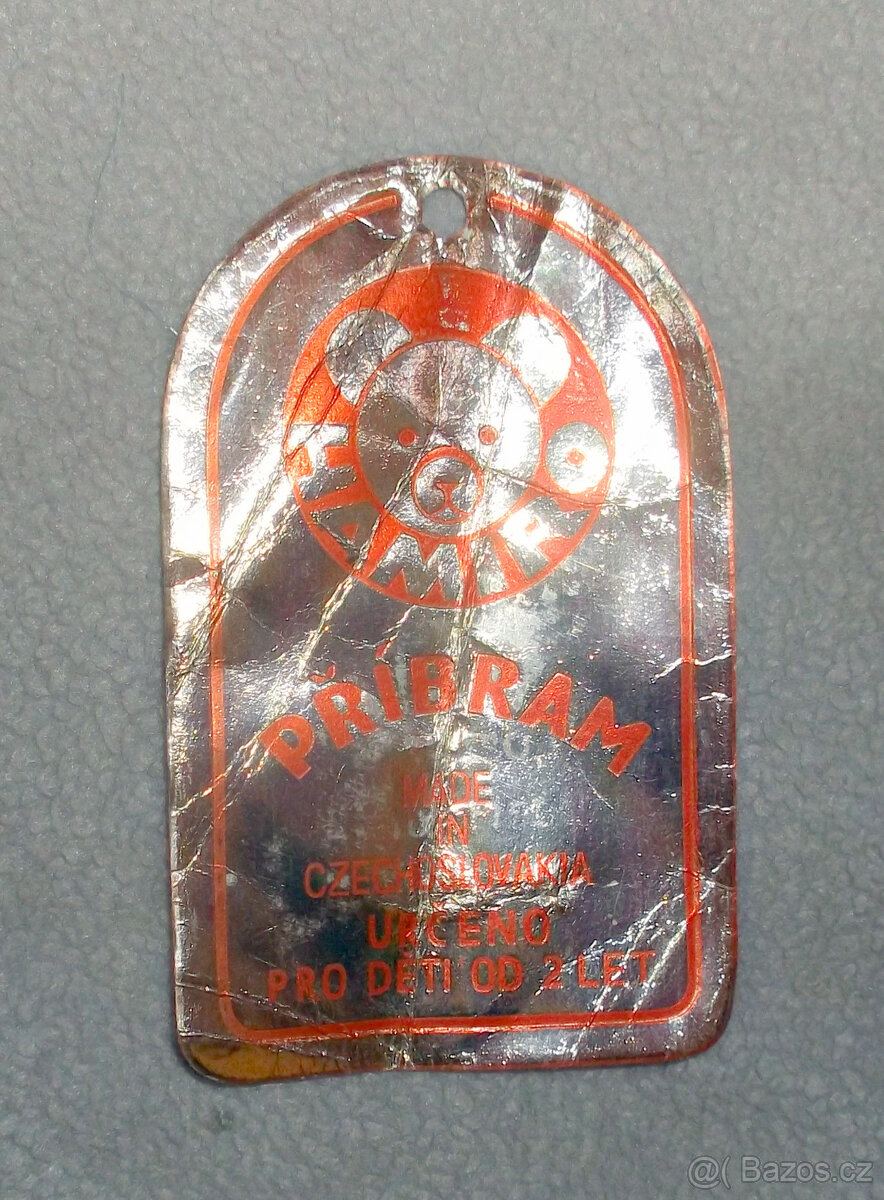 HAMIRO
PŘÍBRAM
MADE
IN
CZECHOSLOVAKIA
URČENO
PRO DĚTI OD 2 LET
@( Bazos.cz